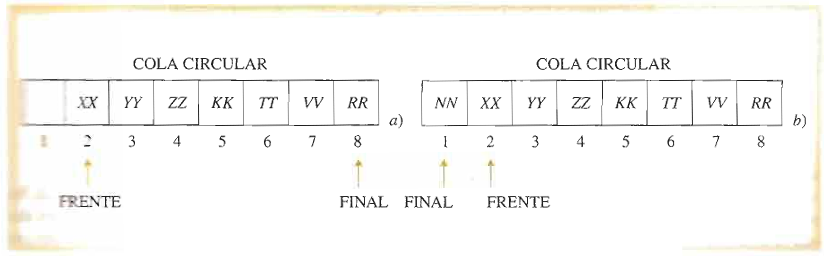 COLA CIRCULAR COLA CIRCULAR
XX YY ZZ KK TT VV RR a) NN XX YY ZZ KK TT VV RR b)
1 2 3 4 5 6 7 8 1 2 3 4 5 6 7 8
FRENTE FINAL FINAL FRENTE